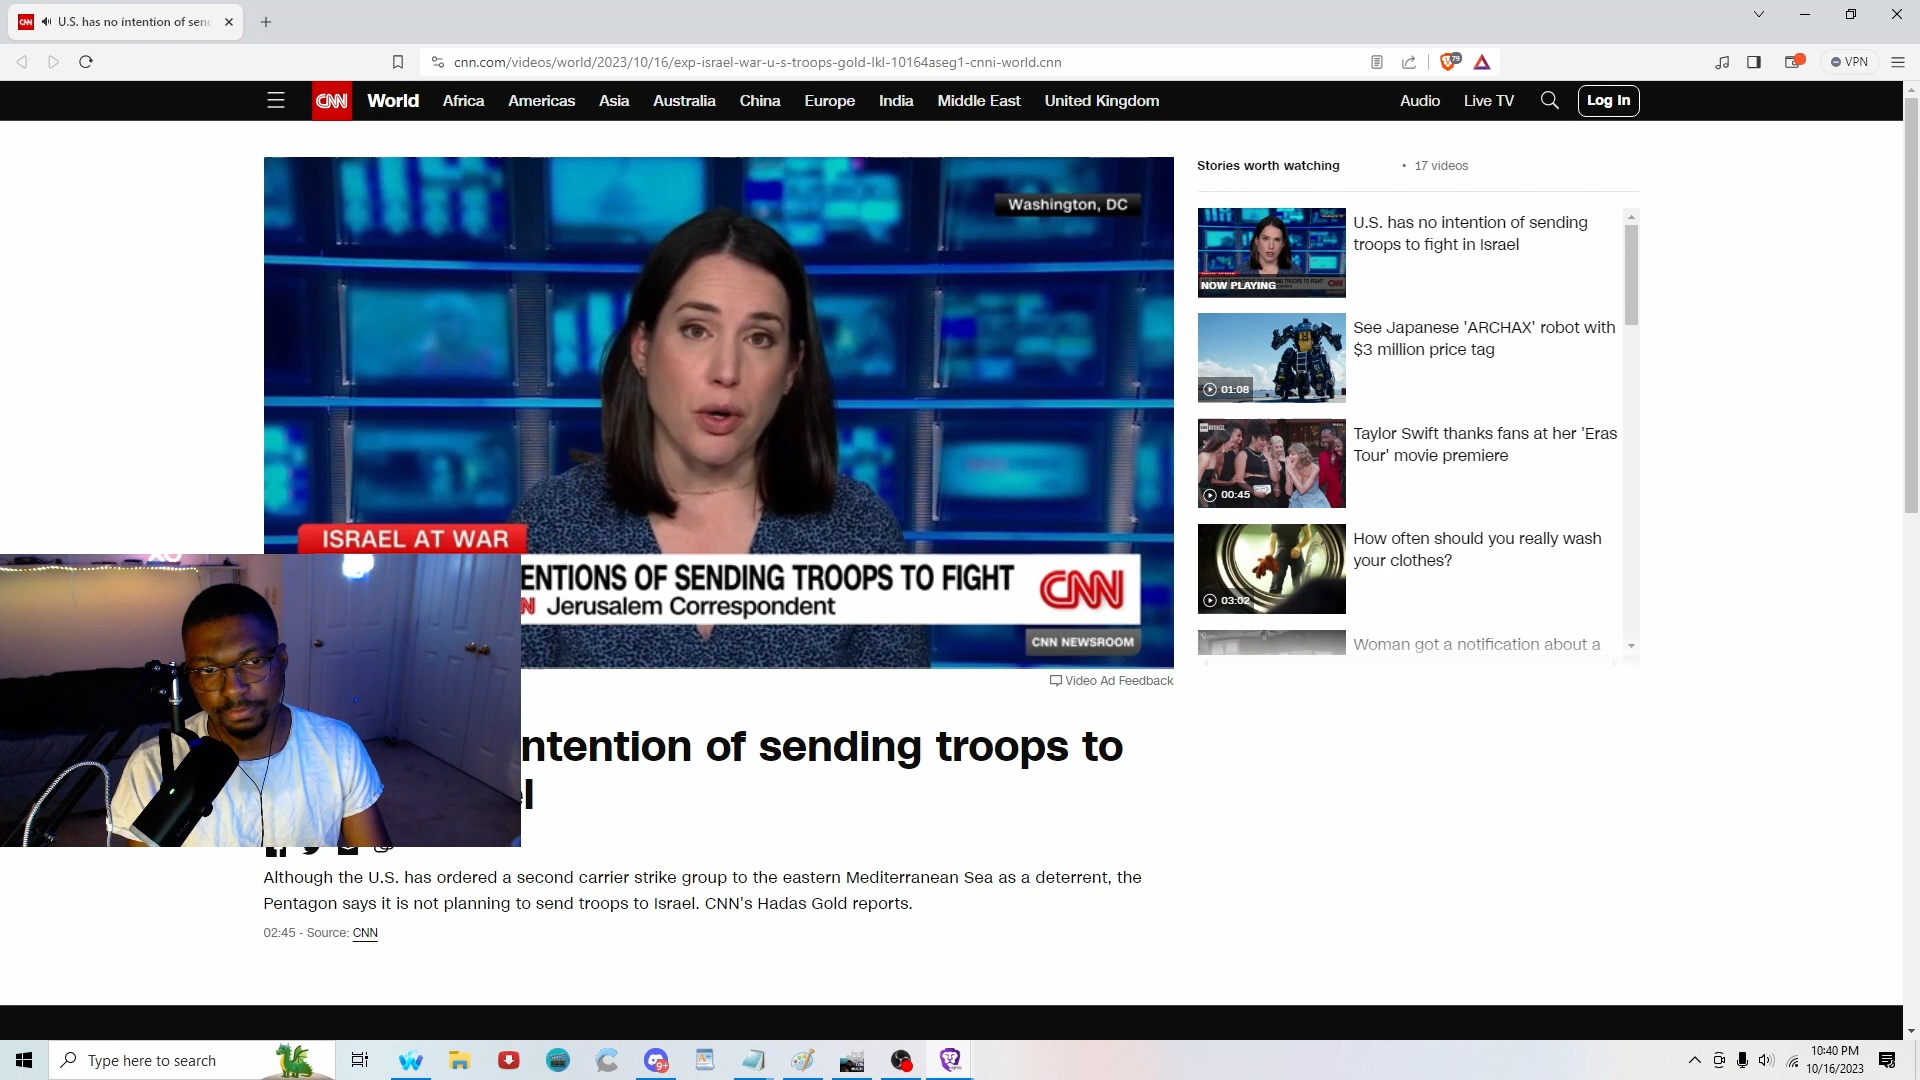 U.S. has no intention of senc
cnn.com/videos/world/2023/10/16/exp-israel-war-u-s-troops-gold-lkl-10164aseg1-cnni-world.cnn
79
VPN
CNN World Africa Americas Asia Australia China Europe India Middle East United Kingdom
Audio Live TV Log In
Washington, DC
ISRAEL AT WAR
ENTIONS OF SENDING TROOPS TO FIGHT
Jerusalem Correspondent
CNN
CNN NEWSROOM
Video Ad Feedback
Stories worth watching • 17 videos
U.S. has no intention of sending
troops to fight in Israel
NOW PLAYING
See Japanese 'ARCHAX' robot with
$3 million price tag
01:08
Taylor Swift thanks fans at her 'Eras
Tour' movie premiere
00:45
How often should you really wash
your clothes?
03:02
Woman got a notification about a
ntention of sending troops to
l
Although the U.S. has ordered a second carrier strike group to the eastern Mediterranean Sea as a deterrent, the
Pentagon says it is not planning to send troops to Israel. CNN's Hadas Gold reports.
02:45 - Source: CNN
Type here to search
9+
10:40 PM
10/16/2023